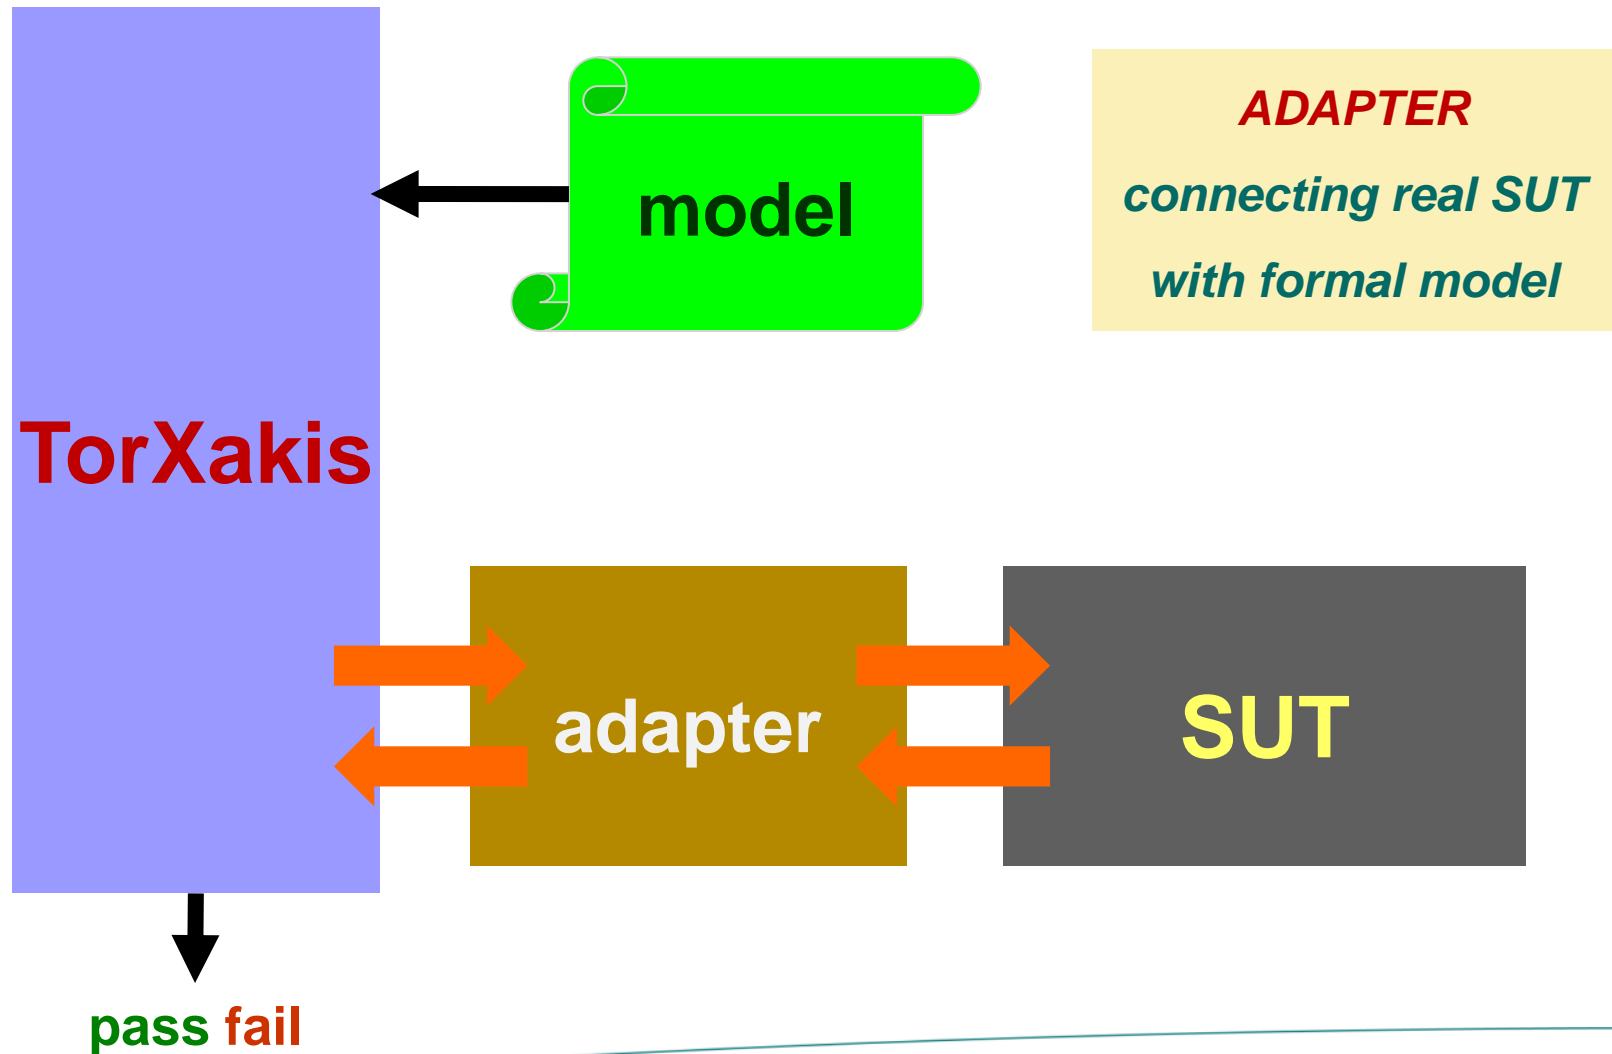 ADAPTER
connecting real SUT
with formal model
model
TorXakis
adapter
SUT
pass fail